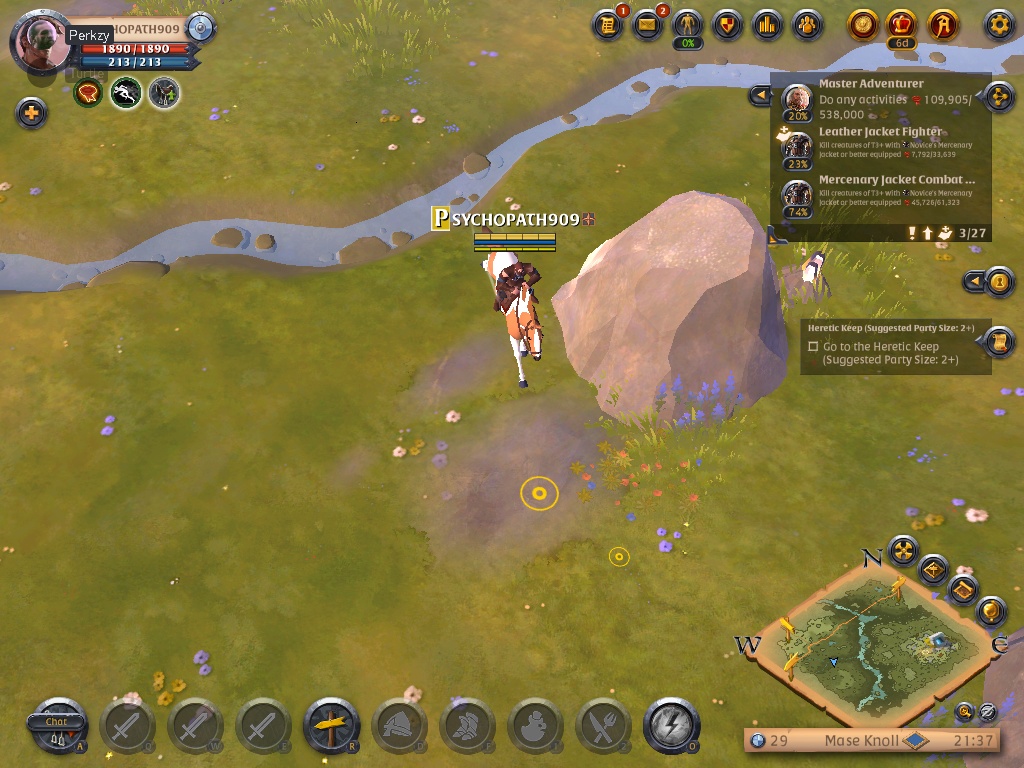 PSYCHOPATH909
Perkzy
1890 / 1890
213 / 213
1
2
0%
6d
Master Adventurer
Do any activities 109,905/
538,000
20%
Leather Jacket Fighter
Kill creatures of T3+ with Novice's Mercenary
Jacket or better equipped 7,792/33,639
23%
Mercenary Jacket Combat ...
Kill creatures of T3+ with Novice's Mercenary
Jacket or better equipped 45,726/61,323
74%
3/27
Heretic Keep (Suggested Party Size: 2+)
Go to the Heretic Keep
(Suggested Party Size: 2+)
N
W
E
Chat
A
Q
W
E
R
D
F
O
29
Mase Knoll
21:37